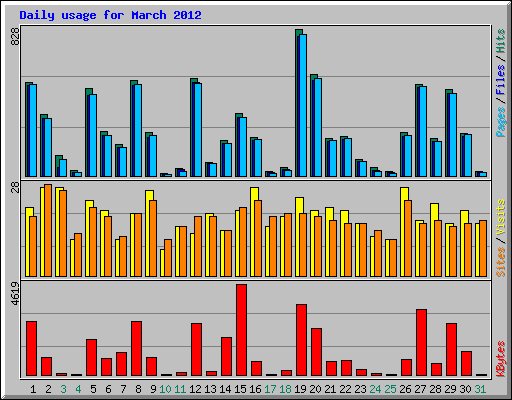 Daily usage for March 2012
828
28
4619
Pages / Files / Hits
Sites / Visits
KBytes
1 2 3 4 5 6 7 8 9 10 11 12 13 14 15 16 17 18 19 20 21 22 23 24 25 26 27 28 29 30 31